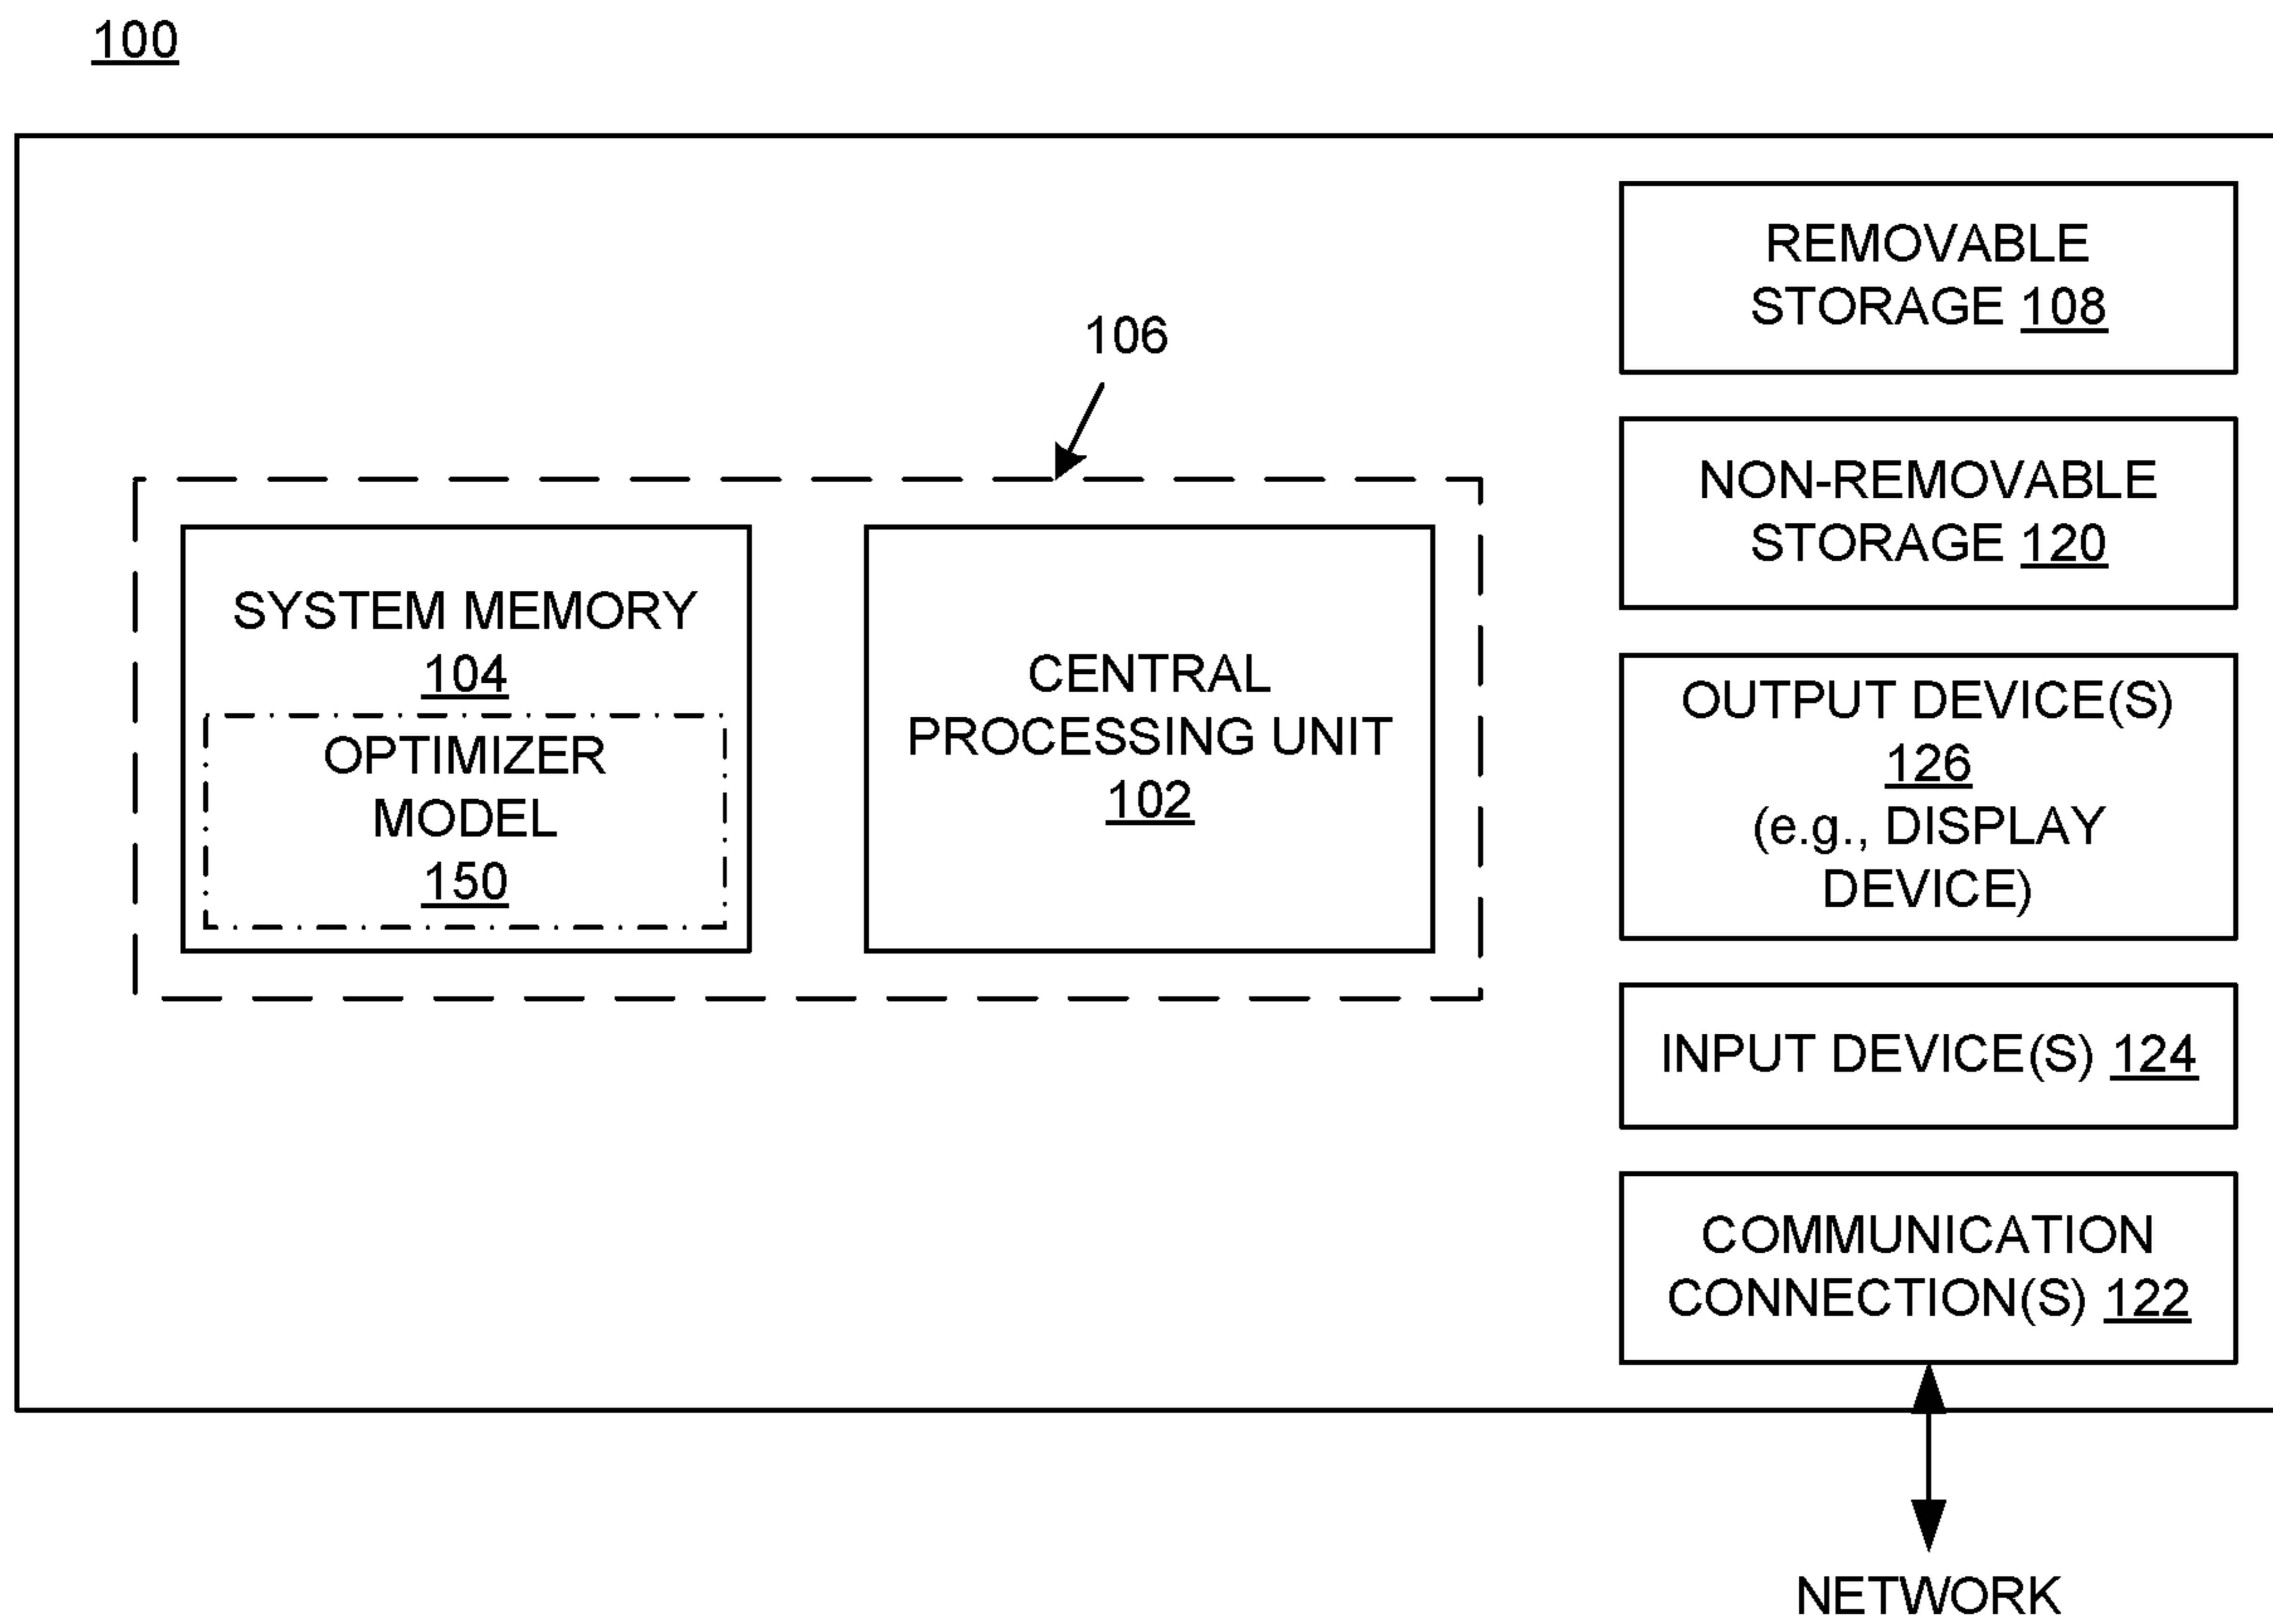 100
106
SYSTEM MEMORY
104
OPTIMIZER
MODEL
150
CENTRAL
PROCESSING UNIT
102
REMOVABLE
STORAGE 108
NON-REMOVABLE
STORAGE 120
OUTPUT DEVICE(S)
126
(e.g., DISPLAY
DEVICE)
INPUT DEVICE(S) 124
COMMUNICATION
CONNECTION(S) 122
NETWORK